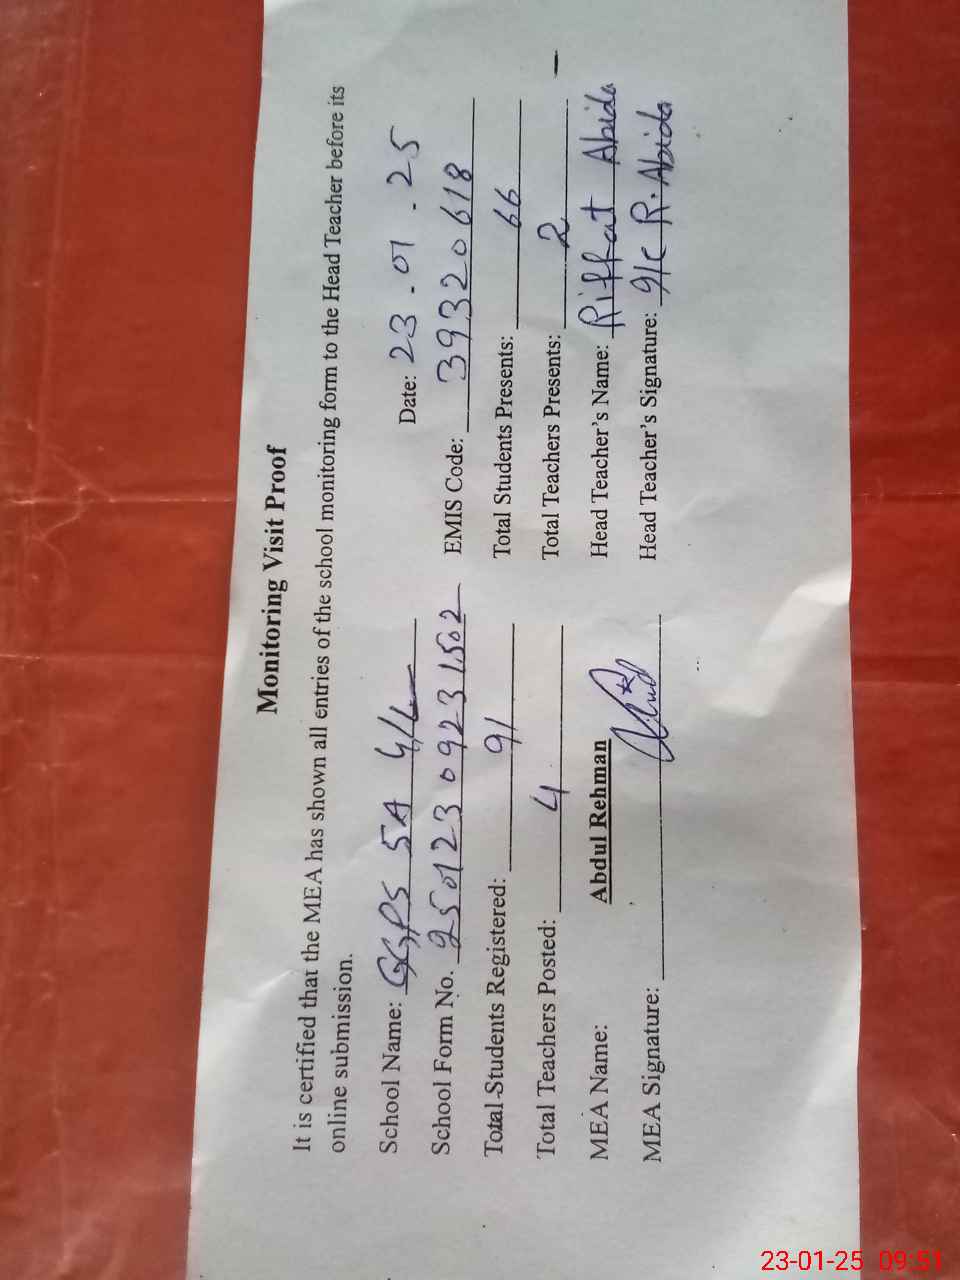 Monitoring Visit Proof
It is certified that the MEA has shown all entries of the school monitoring form to the Head Teacher before its
online submission.
School Name: GGPS 5A 4/L Date: 23.01.25
School Form No. 25012309231502 EMIS Code: 39320618
Total Students Registered: 91 Total Students Presents: 66
Total Teachers Posted: 4 Total Teachers Presents: 2
MEA Name: Abdul Rehman Head Teacher's Name: Riffat Abida
MEA Signature: Head Teacher's Signature: R. Abida
23-01-25 09:51